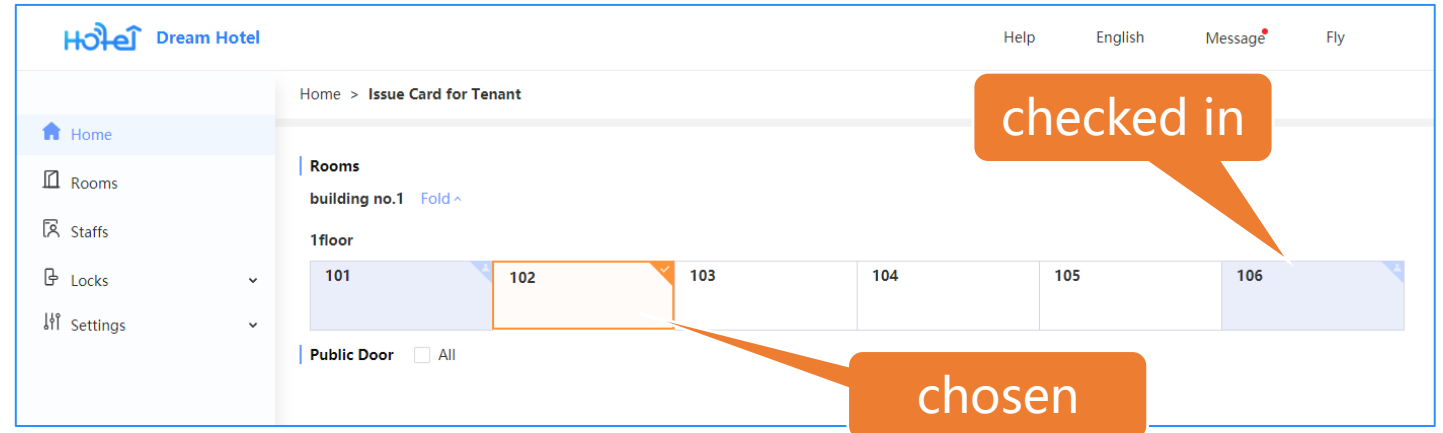 Hotel Dream Hotel Help English Message Fly
Home > Issue Card for Tenant
checked in
Home
Rooms
Staffs
Locks
Settings
Rooms
building no.1 Fold
1floor
101 102 103 104 105 106
Public Door All
chosen